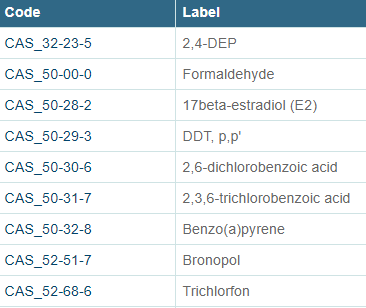 Code Label
CAS_32-23-5 2,4-DEP
CAS_50-00-0 Formaldehyde
CAS_50-28-2 17beta-estradiol (E2)
CAS_50-29-3 DDT, p,p'
CAS_50-30-6 2,6-dichlorobenzoic acid
CAS_50-31-7 2,3,6-trichlorobenzoic acid
CAS_50-32-8 Benzo(a)pyrene
CAS_52-51-7 Bronopol
CAS_52-68-6 Trichlorfon